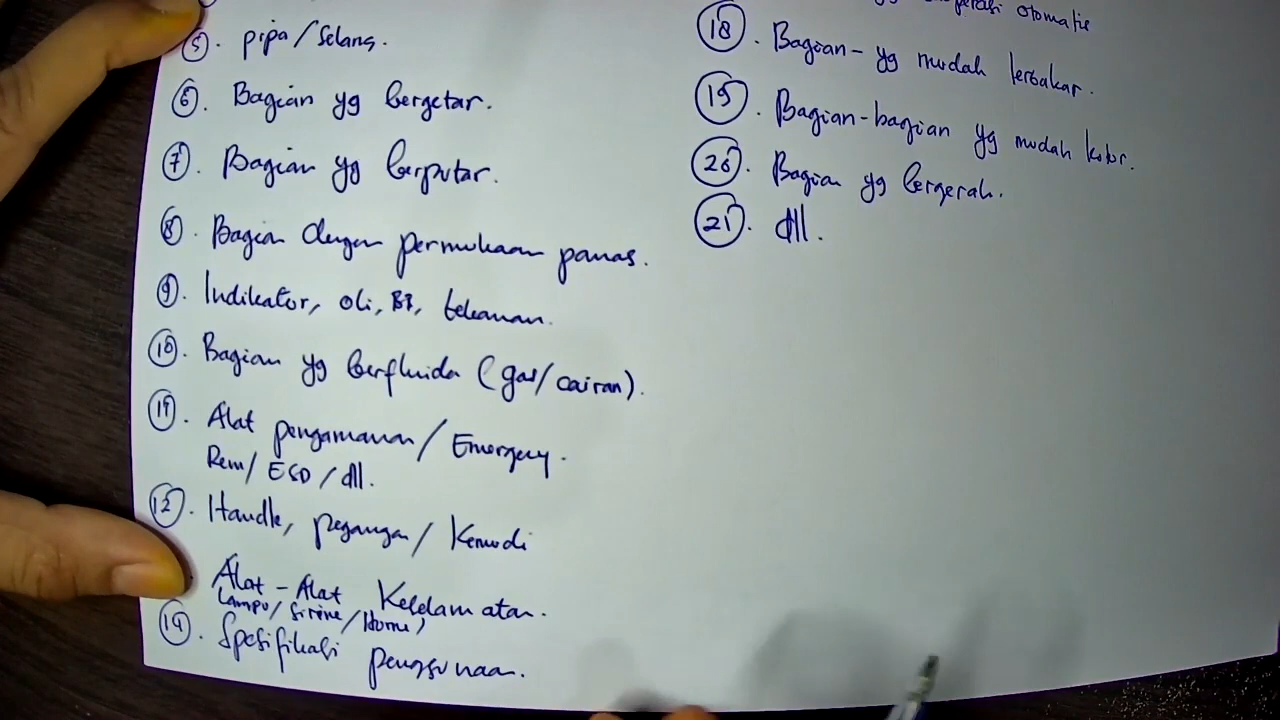 5. pipa/Selang.
6. Bagian yg bergetar.
7. Bagian yg berputar.
8. Bagian dengan permukaan panas.
9. Indikator, oli, BB, tekanan.
10. Bagian yg berfluida (gas/cairan).
11. Alat pengamanan/Emergency.
Rem/ESD/dll.
12. Handle, pegangan/Kemudi
Alat-Alat Keselamatan.
Lampu/Sirine/Horne,
14. Spesifikasi penggunaan.
otomatis
18. Bagian- yg mudah terbakar.
19. Bagian-bagian yg mudah kotor.
20. Bagian yg bergerak.
21. dll.